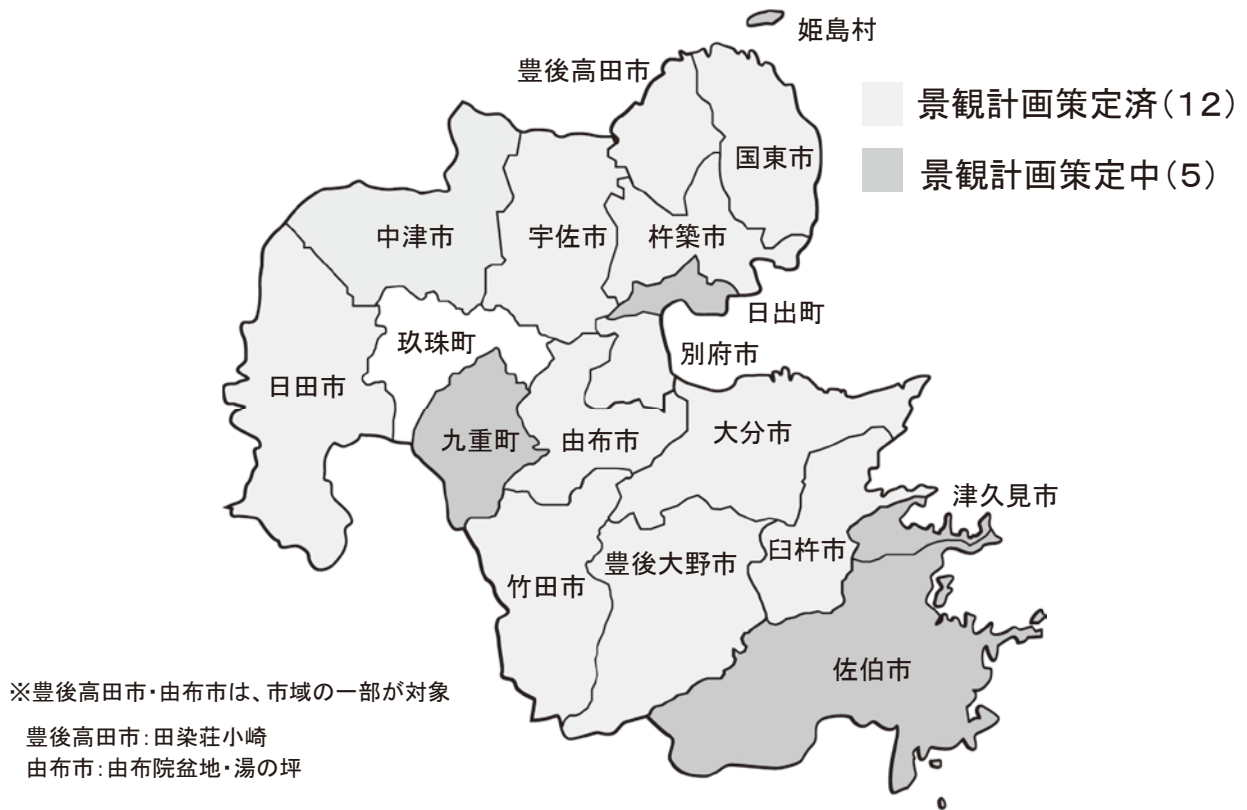 姫島村
豊後高田市
景観計画策定済(12)
国東市
景観計画策定中(5)
中津市
宇佐市
杵築市
日出町
玖珠町
別府市
日田市
九重町
由布市
大分市
津久見市
臼杵市
豊後大野市
竹田市
佐伯市
※豊後高田市・由布市は、市域の一部が対象
豊後高田市:田染荘小崎
由布市:由布院盆地・湯の坪